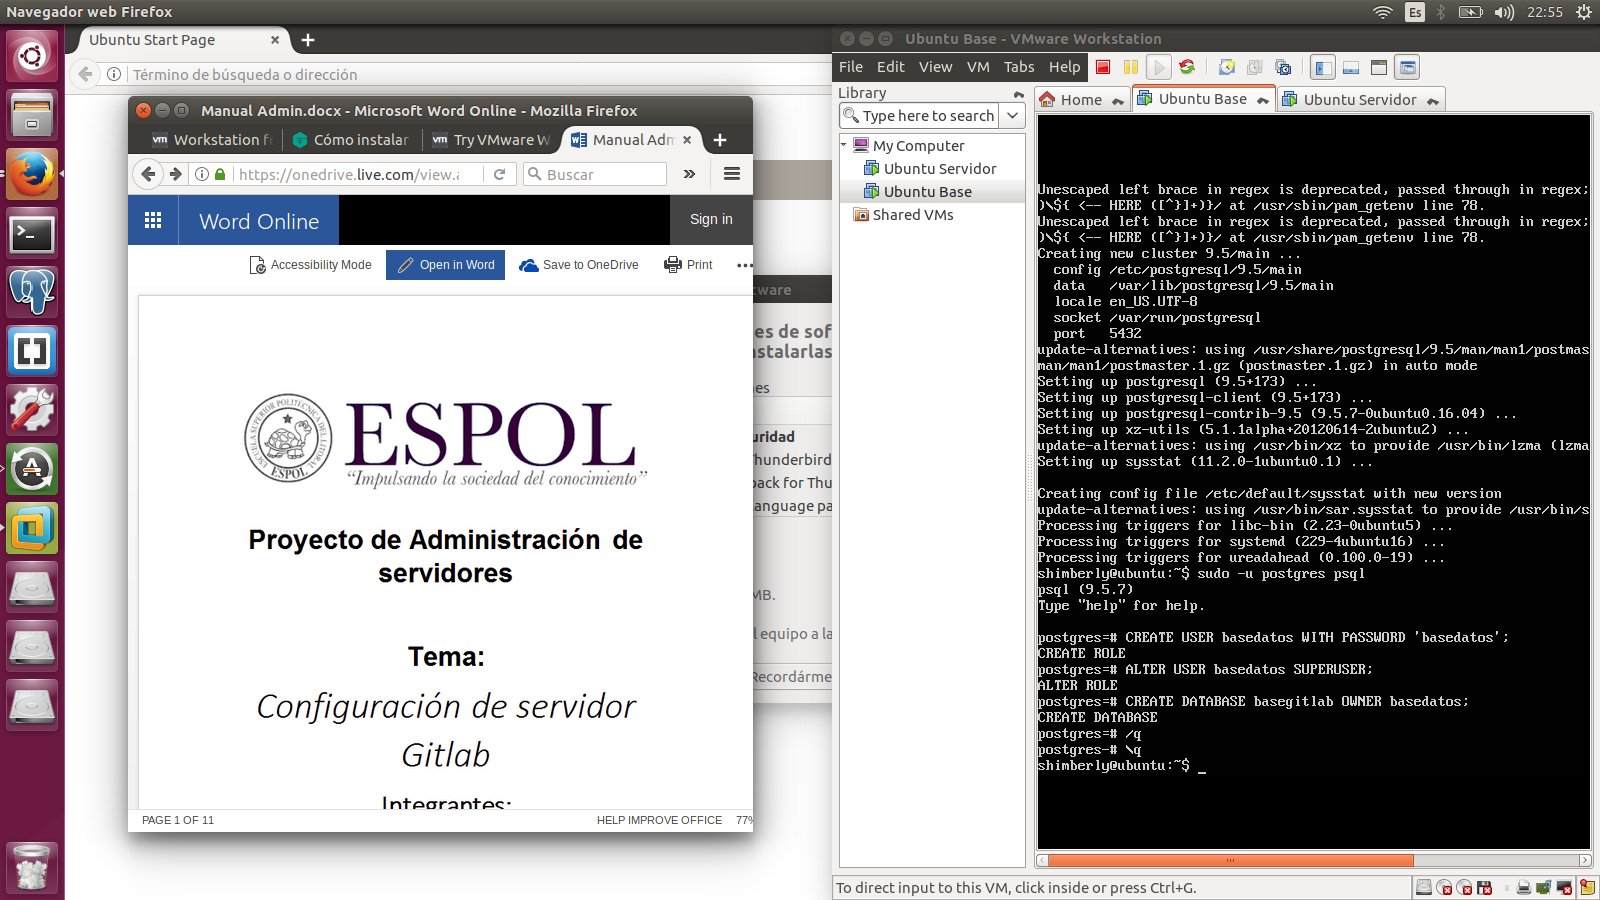 Navegador web Firefox
Es
22:55
Ubuntu Start Page
Término de búsqueda o dirección
Manual Admin.docx - Microsoft Word Online - Mozilla Firefox
Workstation f
Cómo instalar
Try VMware W
Manual Adm
https://onedrive.live.com/view.a
Buscar
Word Online
Sign in
Accessibility Mode
Open in Word
Save to OneDrive
Print
ESPOL
ESPOL
"Impulsando la sociedad del conocimiento"
Proyecto de Administración de
servidores
Tema:
Configuración de servidor
Gitlab
Integrantes:
PAGE 1 OF 11
HELP IMPROVE OFFICE
77%
tware
es de sof
nstalarlas
nes
uridad
Thunderbird
pack for Thu
Language pa
MB.
l equipo a la
Recordárme
Ubuntu Base - VMware Workstation
File Edit View VM Tabs Help
Library
Type here to search
My Computer
Ubuntu Servidor
Ubuntu Base
Shared VMs
Home
Ubuntu Base
Ubuntu Servidor
Unescaped left brace in regex is deprecated, passed through in regex;
)\${ <-- HERE ([^}]+)}/ at /usr/sbin/pam_getenv line 78.
Unescaped left brace in regex is deprecated, passed through in regex;
)\${ <-- HERE ([^}]+)}/ at /usr/sbin/pam_getenv line 78.
Creating new cluster 9.5/main ...
config /etc/postgresql/9.5/main
data /var/lib/postgresql/9.5/main
locale en_US.UTF-8
socket /var/run/postgresql
port 5432
update-alternatives: using /usr/share/postgresql/9.5/man/man1/postmas
man/man1/postmaster.1.gz (postmaster.1.gz) in auto mode
Setting up postgresql (9.5+173) ...
Setting up postgresql-client (9.5+173) ...
Setting up postgresql-contrib-9.5 (9.5.7-0ubuntu0.16.04) ...
Setting up xz-utils (5.1.1alpha+20120614-2ubuntu2) ...
update-alternatives: using /usr/bin/xz to provide /usr/bin/lzma (lzma
Setting up sysstat (11.2.0-1ubuntu0.1) ...
Creating config file /etc/default/sysstat with new version
update-alternatives: using /usr/bin/sar.sysstat to provide /usr/bin/s
Processing triggers for libc-bin (2.23-0ubuntu5) ...
Processing triggers for systemd (229-4ubuntu16) ...
Processing triggers for ureadahead (0.100.0-19) ...
shimberly@ubuntu:~$ sudo -u postgres psql
psql (9.5.7)
Type "help" for help.
postgres=# CREATE USER basedatos WITH PASSWORD 'basedatos';
CREATE ROLE
postgres=# ALTER USER basedatos SUPERUSER;
ALTER ROLE
postgres=# CREATE DATABASE basegitlab OWNER basedatos;
CREATE DATABASE
postgres=# /q
postgres-# \q
shimberly@ubuntu:~$ _
To direct input to this VM, click inside or press Ctrl+G.